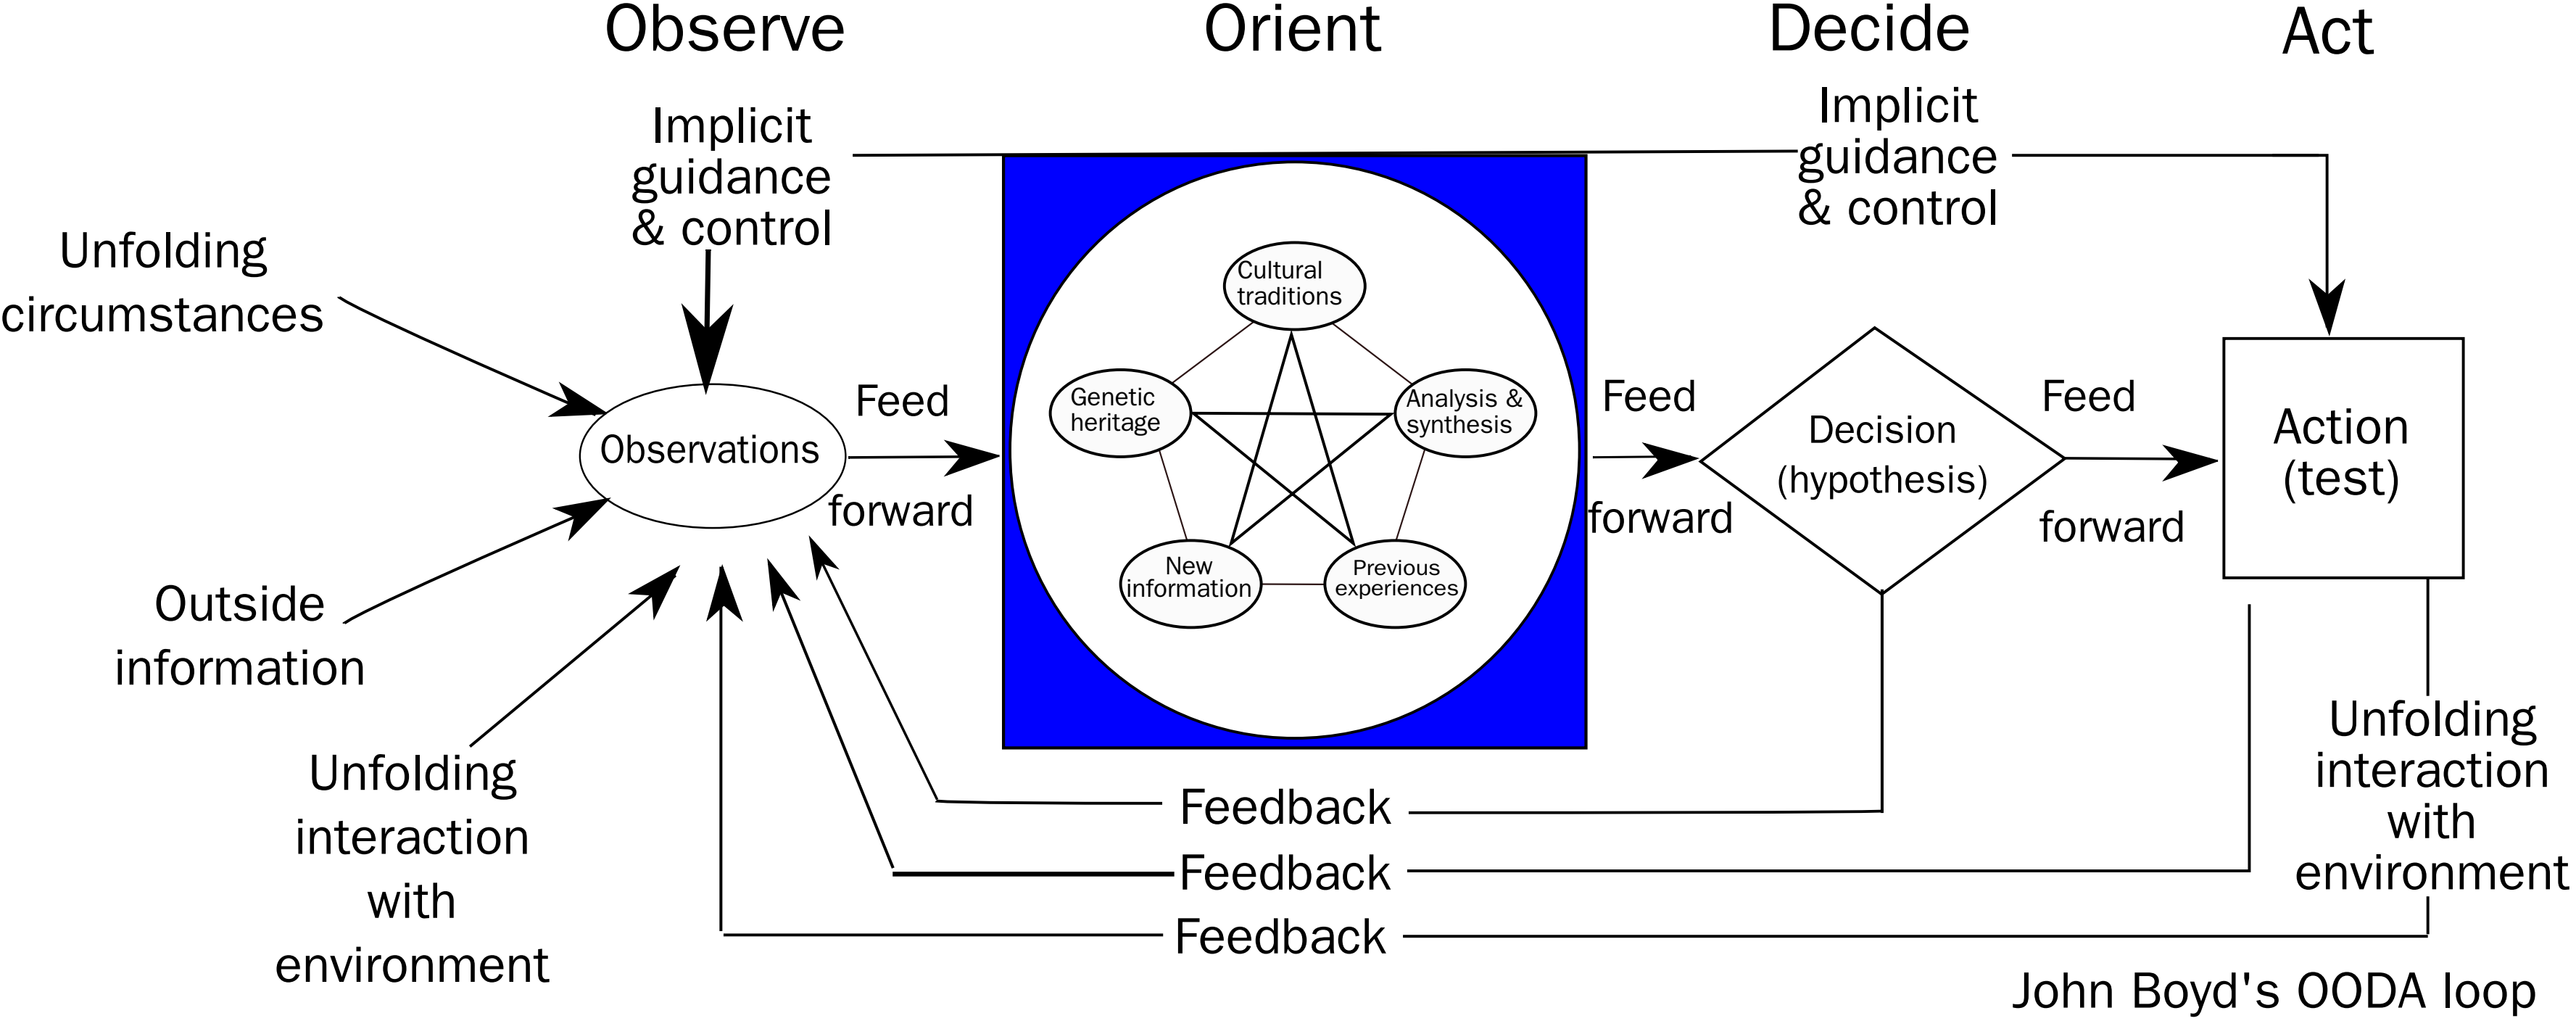 Observe
Orient
Decide
Act
Implicit
guidance
& control
Implicit
guidance
& control
Unfolding
circumstances
Cultural
traditions
Genetic
heritage
Analysis &
synthesis
New
information
Previous
experiences
Observations
Feed
forward
Feed
forward
Decision
(hypothesis)
Feed
forward
Action
(test)
Outside
information
Unfolding
interaction
with
environment
Feedback
Feedback
Feedback
Unfolding
interaction
with
environment
John Boyd's OODA loop